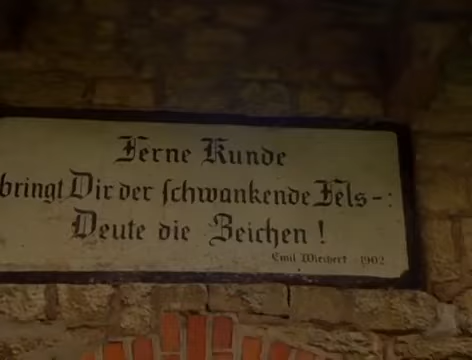 Ferne Kunde
bringt Dir der schwankende Fels-:
Deute die Zeichen !
Emil Wiechert 1902